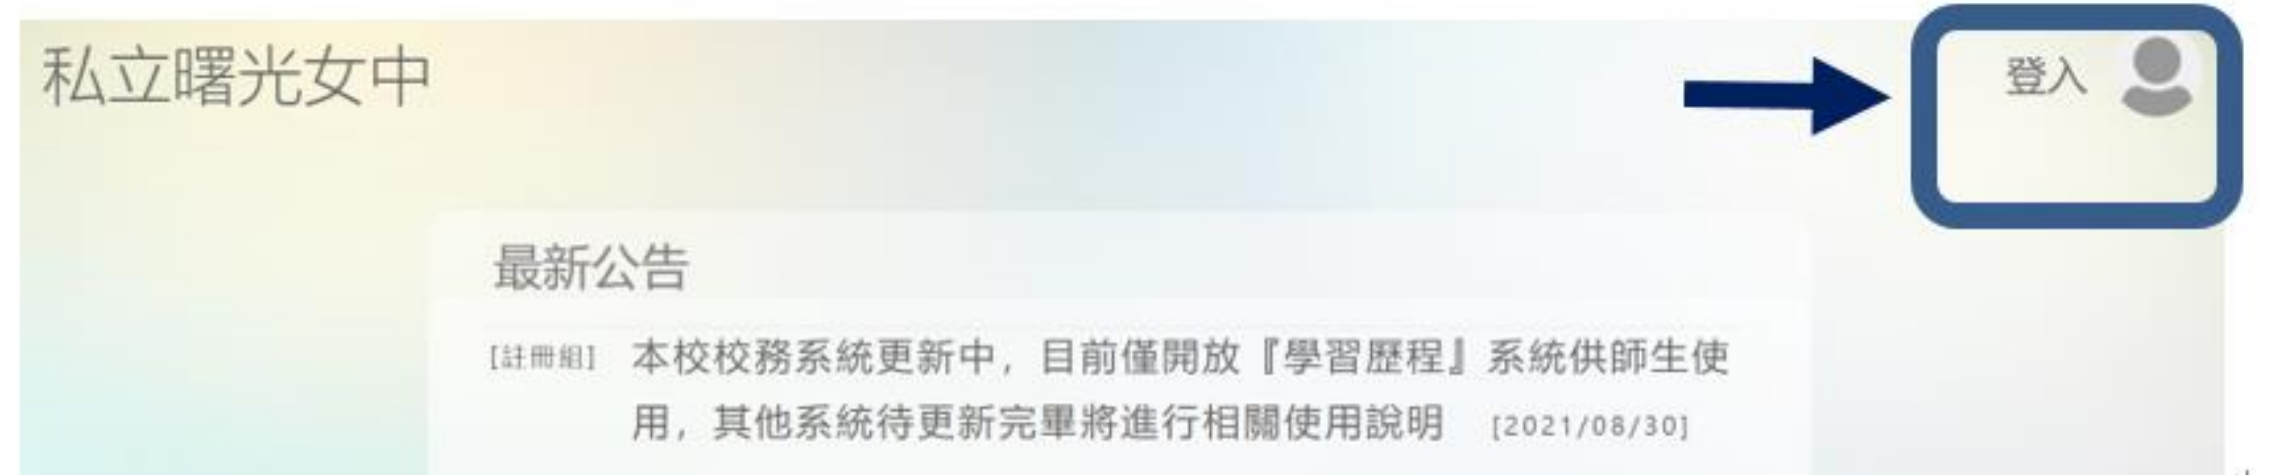 私立曙光女中
登入
最新公告
[註冊組] 本校校務系統更新中，目前僅開放『學習歷程』系統供師生使
用，其他系統待更新完畢將進行相關使用說明 [2021/08/30]